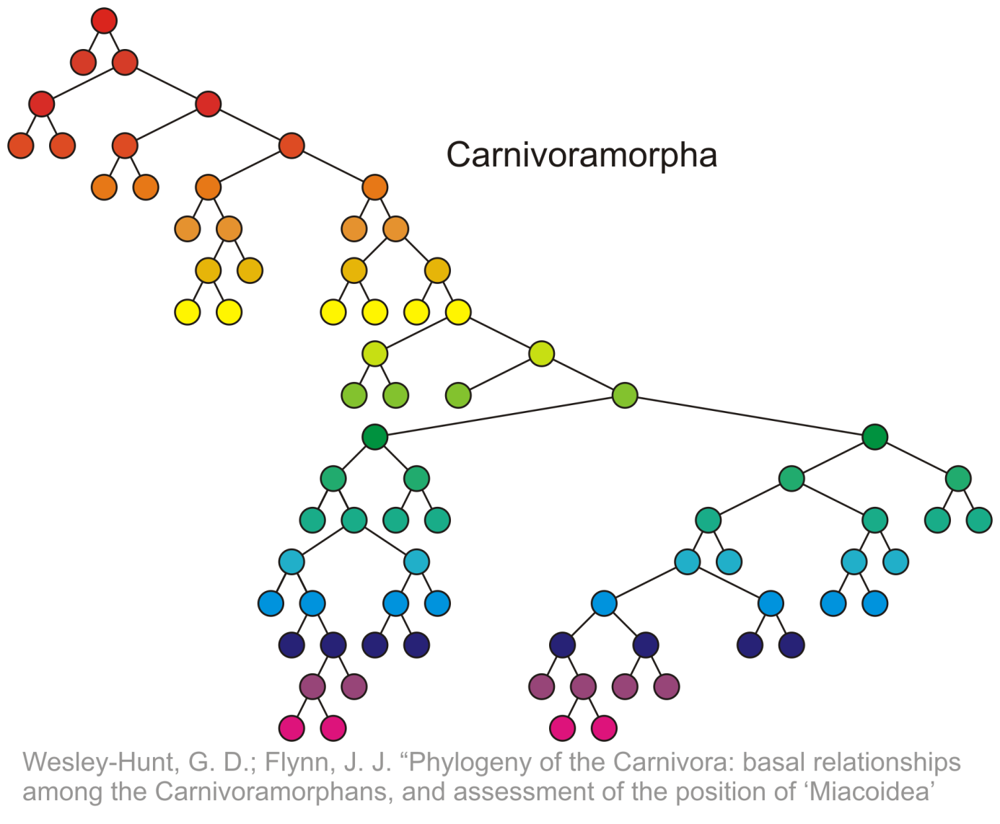 Carnivoramorpha
Wesley-Hunt, G. D.; Flynn, J. J. “Phylogeny of the Carnivora: basal relationships
among the Carnivoramorphans, and assessment of the position of ‘Miacoidea’